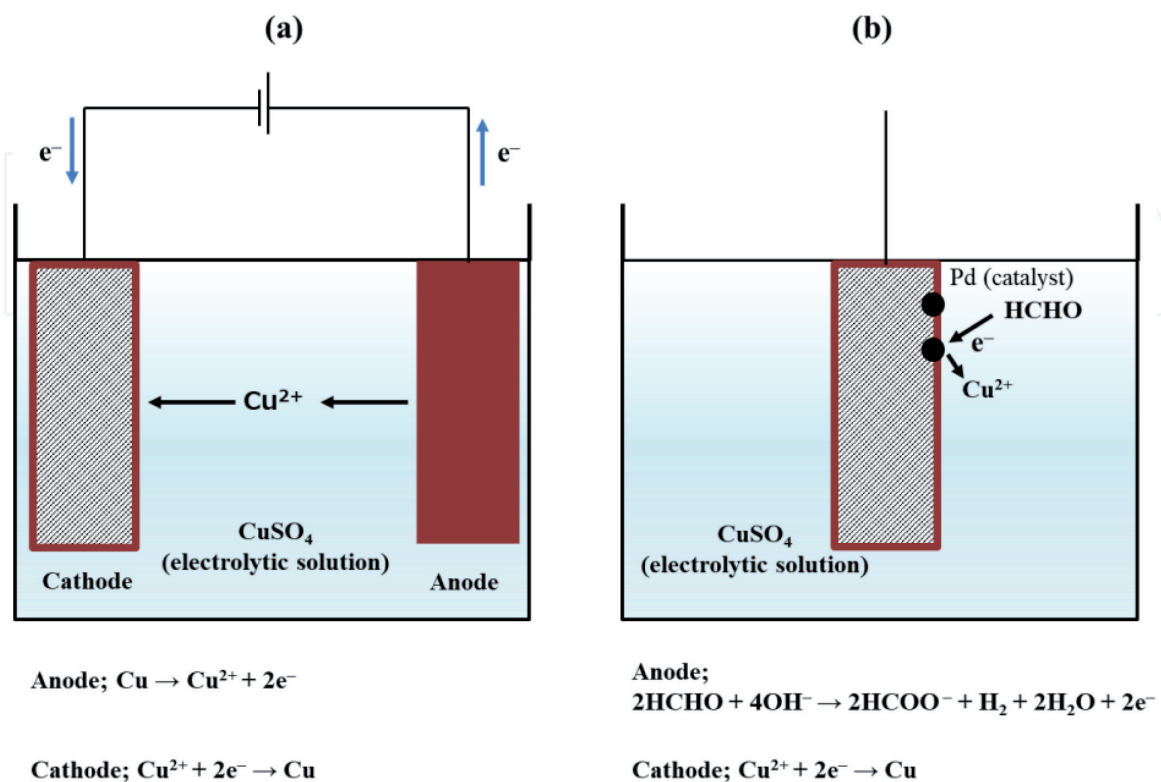 (a)
e⁻
e⁻
Cu²⁺
CuSO₄
(electrolytic solution)
Cathode
Anode
Anode; Cu → Cu²⁺ + 2e⁻
Cathode; Cu²⁺ + 2e⁻ → Cu
(b)
Pd (catalyst)
HCHO
e⁻
Cu²⁺
CuSO₄
(electrolytic solution)
Anode;
2HCHO + 4OH⁻ → 2HCOO⁻ + H₂ + 2H₂O + 2e⁻
Cathode; Cu²⁺ + 2e⁻ → Cu